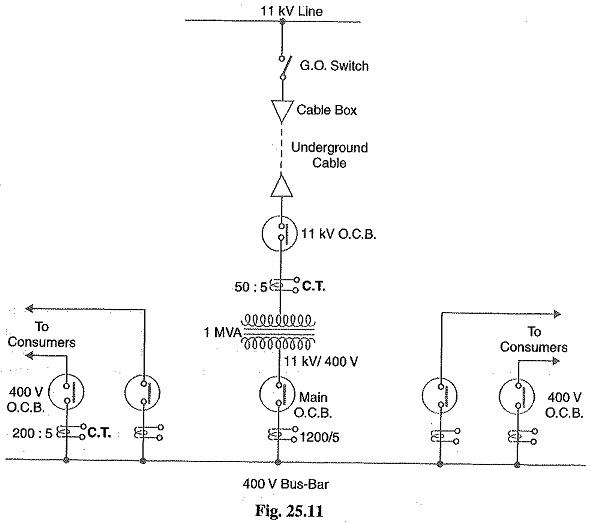 11 kV Line
G.O. Switch
Cable Box
Underground
Cable
11 kV O.C.B.
50 : 5
C.T.
1 MVA
11 kV/ 400 V
To
Consumers
To
Consumers
400 V
O.C.B.
Main
O.C.B.
400 V
O.C.B.
200 : 5
C.T.
1200/5
400 V Bus-Bar
Fig. 25.11